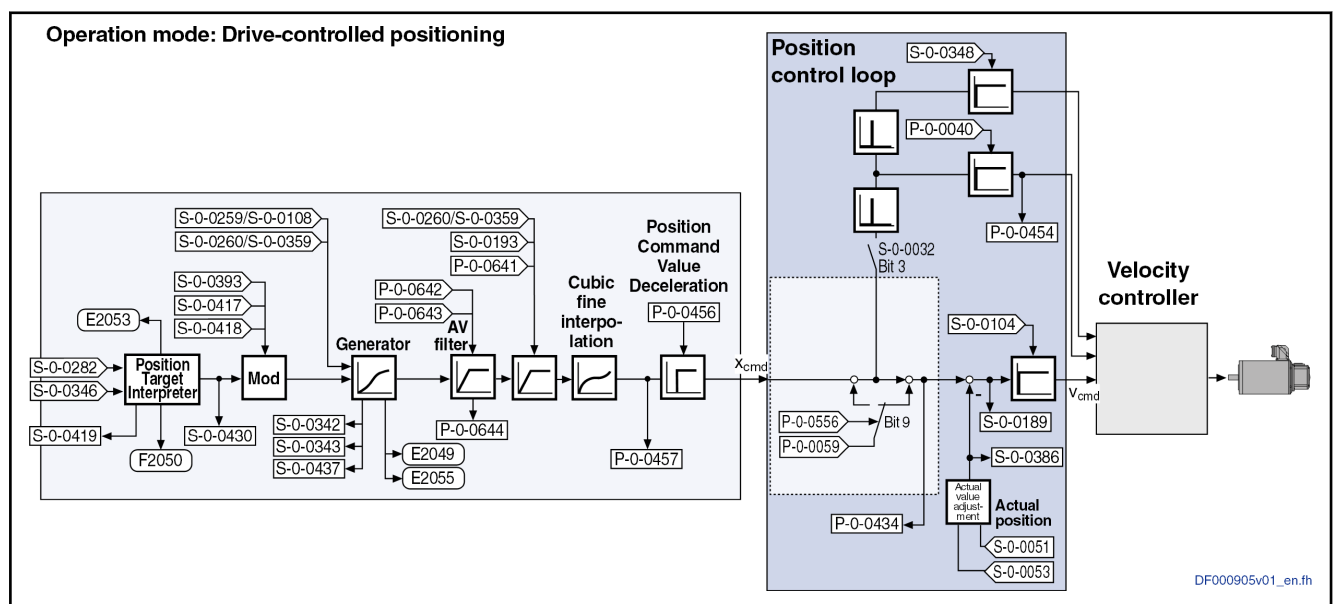 Operation mode: Drive-controlled positioning
Position
control loop
S-0-0348
P-0-0040
P-0-0454
S-0-0032
Bit 3
S-0-0259/S-0-0108
S-0-0260/S-0-0359
S-0-0260/S-0-0359
S-0-0193
P-0-0641
Position
Command
Value
Deceleration
P-0-0456
S-0-0393
S-0-0417
S-0-0418
P-0-0642
P-0-0643
AV
filter
Cubic
fine
interpo-
lation
Velocity
controller
E2053
Generator
S-0-0104
S-0-0282
S-0-0346
Position
Target
Interpreter
Mod
xcmd
vcmd
-
S-0-0419
S-0-0430
F2050
S-0-0342
S-0-0343
S-0-0437
E2049
E2055
P-0-0644
P-0-0457
P-0-0556
P-0-0059
Bit 9
S-0-0189
S-0-0386
Actual
value
adjust-
ment
Actual
position
P-0-0434
S-0-0051
S-0-0053
DF000905v01_en.fh